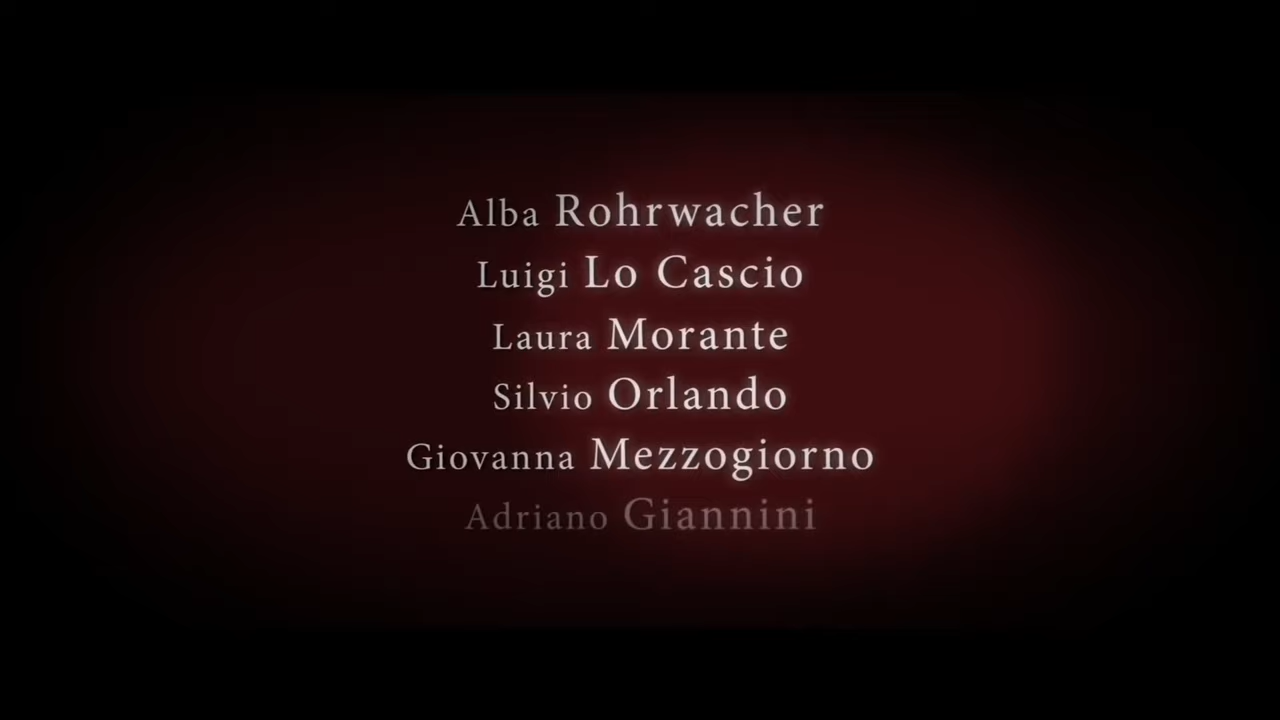 Alba Rohrwacher
Luigi Lo Cascio
Laura Morante
Silvio Orlando
Giovanna Mezzogiorno
Adriano Giannini